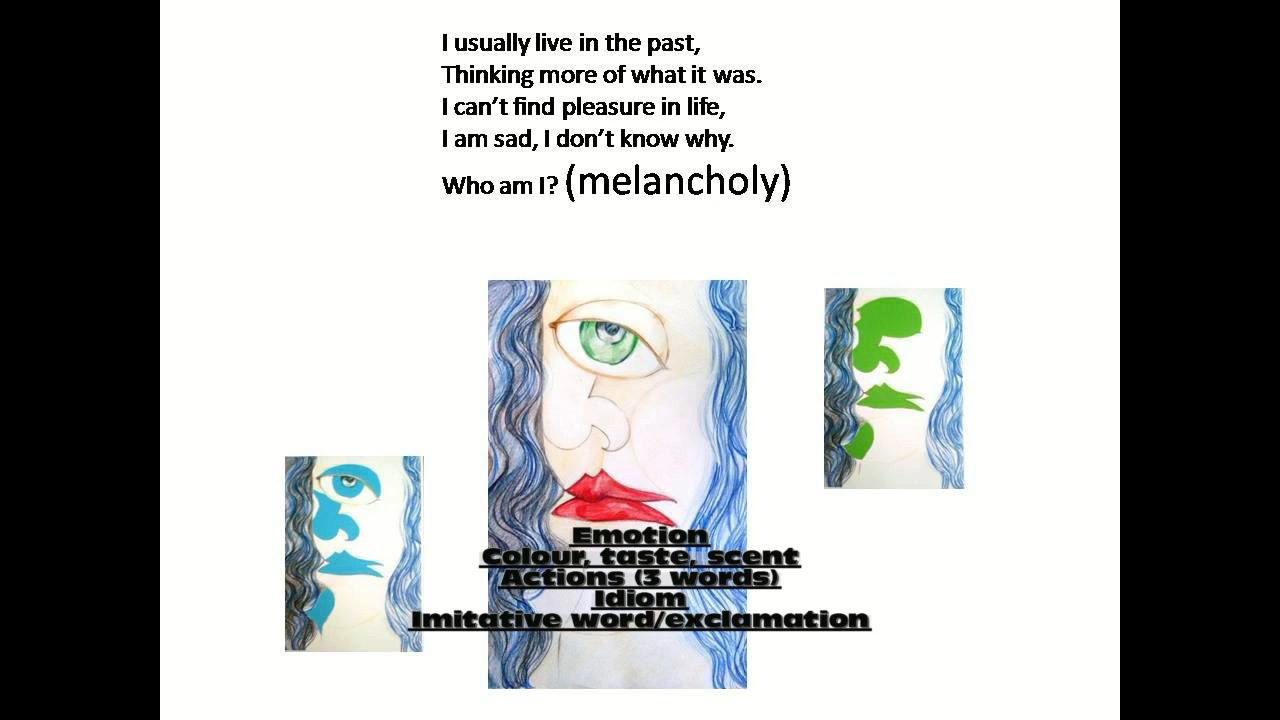 I usually live in the past,
Thinking more of what it was.
I can't find pleasure in life,
I am sad, I don't know why.
Who am I? (melancholy)
Emotion
Colour, taste, scent
Actions (3 words)
Idiom
Imitative word/exclamation